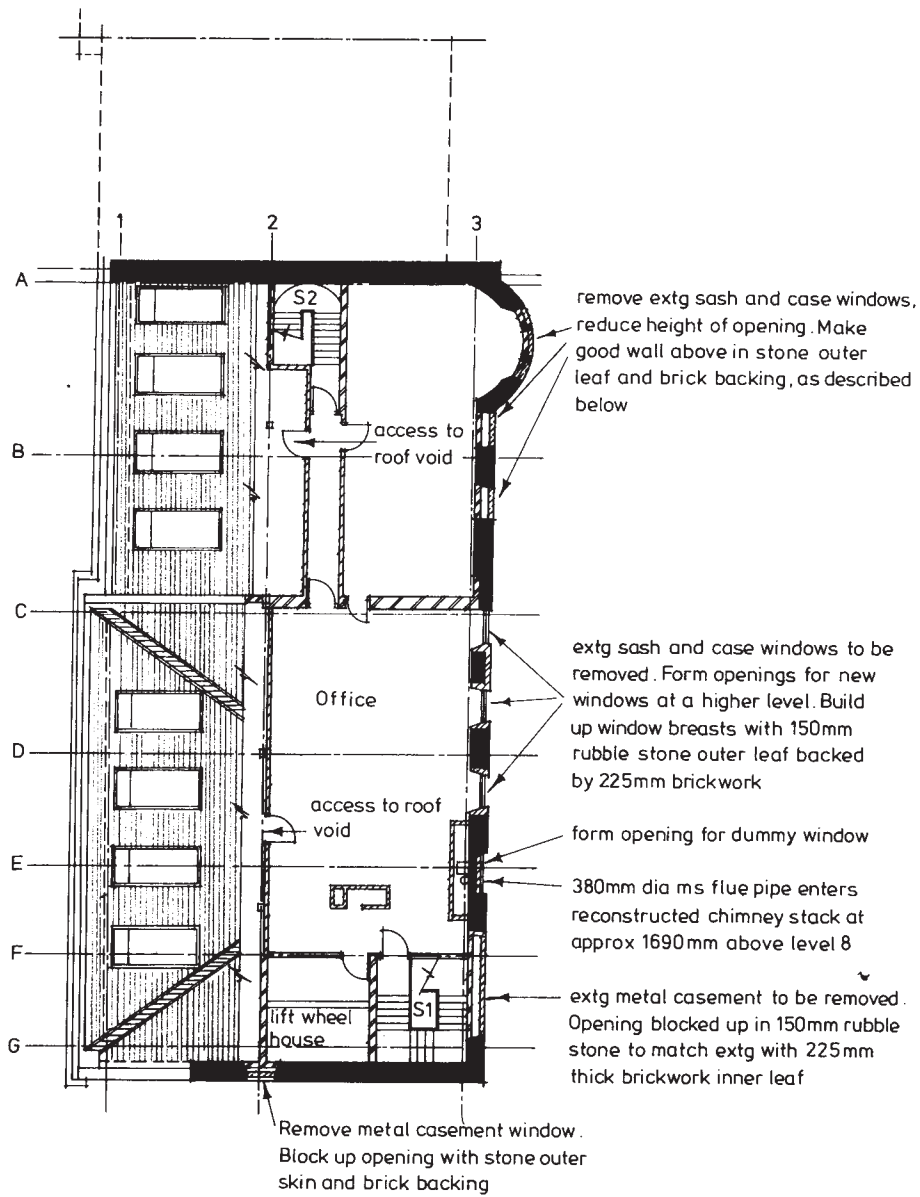 1
2
3
A
S2
remove extg sash and case windows,
reduce height of opening. Make
good wall above in stone outer
leaf and brick backing, as described
below
access to
roof void
B
C
extg sash and case windows to be
removed. Form openings for new
windows at a higher level. Build
up window breasts with 150mm
rubble stone outer leaf backed
by 225mm brickwork
Office
D
access to roof
void
form opening for dummy window
E
380mm dia ms flue pipe enters
reconstructed chimney stack at
approx 1690mm above level 8
F
extg metal casement to be removed.
Opening blocked up in 150mm rubble
stone to match extg with 225mm
thick brickwork inner leaf
S1
lift wheel
house
G
Remove metal casement window.
Block up opening with stone outer
skin and brick backing